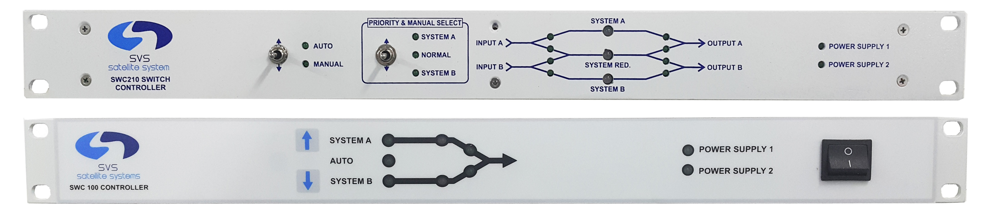 SVS
satellite system
SWC210 SWITCH
CONTROLLER
AUTO
MANUAL
PRIORITY & MANUAL SELECT
SYSTEM A
NORMAL
SYSTEM B
INPUT A
INPUT B
SYSTEM A
SYSTEM RED.
SYSTEM B
OUTPUT A
OUTPUT B
POWER SUPPLY 1
POWER SUPPLY 2
SVS
satellite systems
SWC 100 CONTROLLER
SYSTEM A
AUTO
SYSTEM B
POWER SUPPLY 1
POWER SUPPLY 2
O
I